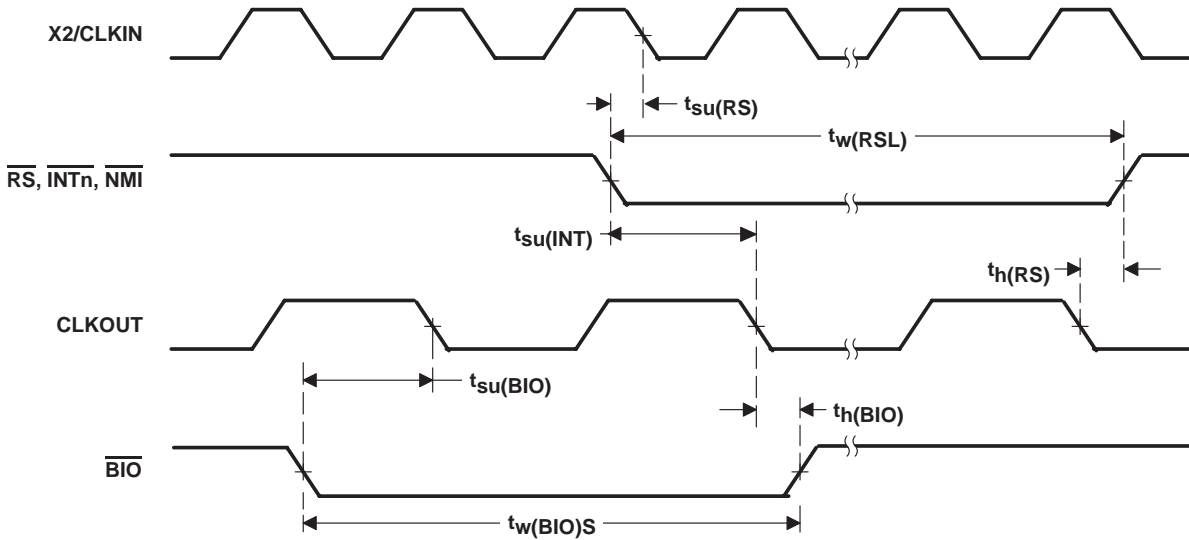 X2/CLKIN
tsu(RS)
tw(RSL)
RS, INTn, NMI
tsu(INT)
th(RS)
CLKOUT
tsu(BIO)
th(BIO)
BIO
tw(BIO)S